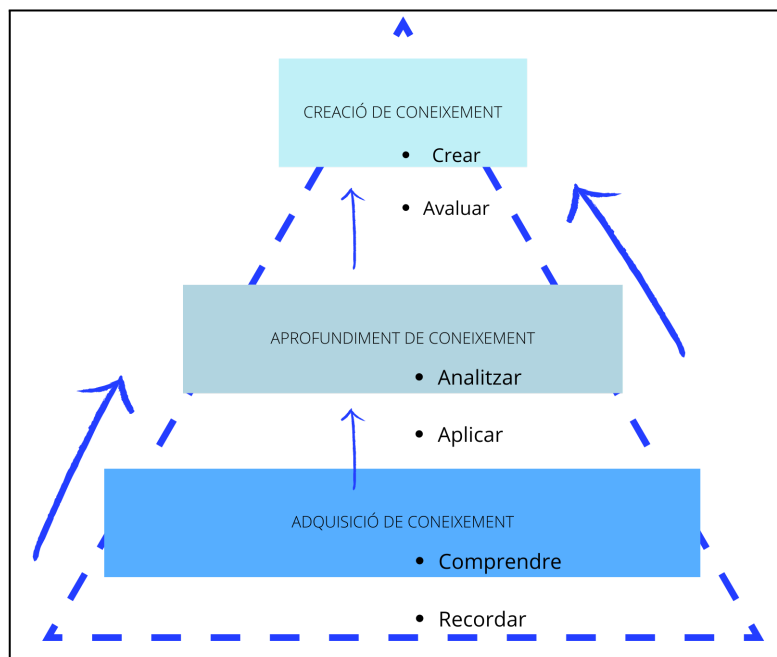 CREACIÓ DE CONEIXEMENT
• Crear
• Avaluar
APROFUNDIMENT DE CONEIXEMENT
• Analitzar
• Aplicar
ADQUISICIÓ DE CONEIXEMENT
• Comprendre
• Recordar